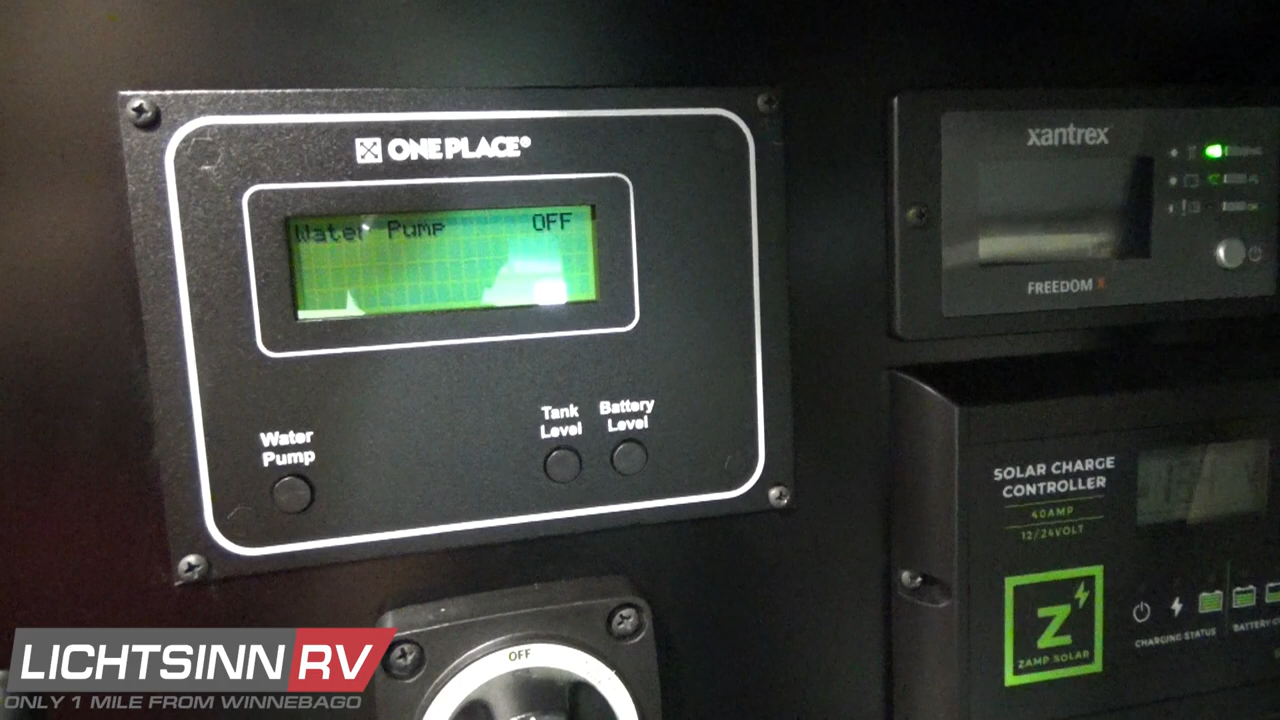 ONE PLACE®
Water Pump OFF
Water
Pump
Tank
Level
Battery
Level
xantrex
FREEDOM X
SOLAR CHARGE
CONTROLLER
40AMP
12/24VOLT
Z
ZAMP SOLAR
CHARGING STATUS
BATTERY
OFF
LICHTSINN RV
ONLY 1 MILE FROM WINNEBAGO